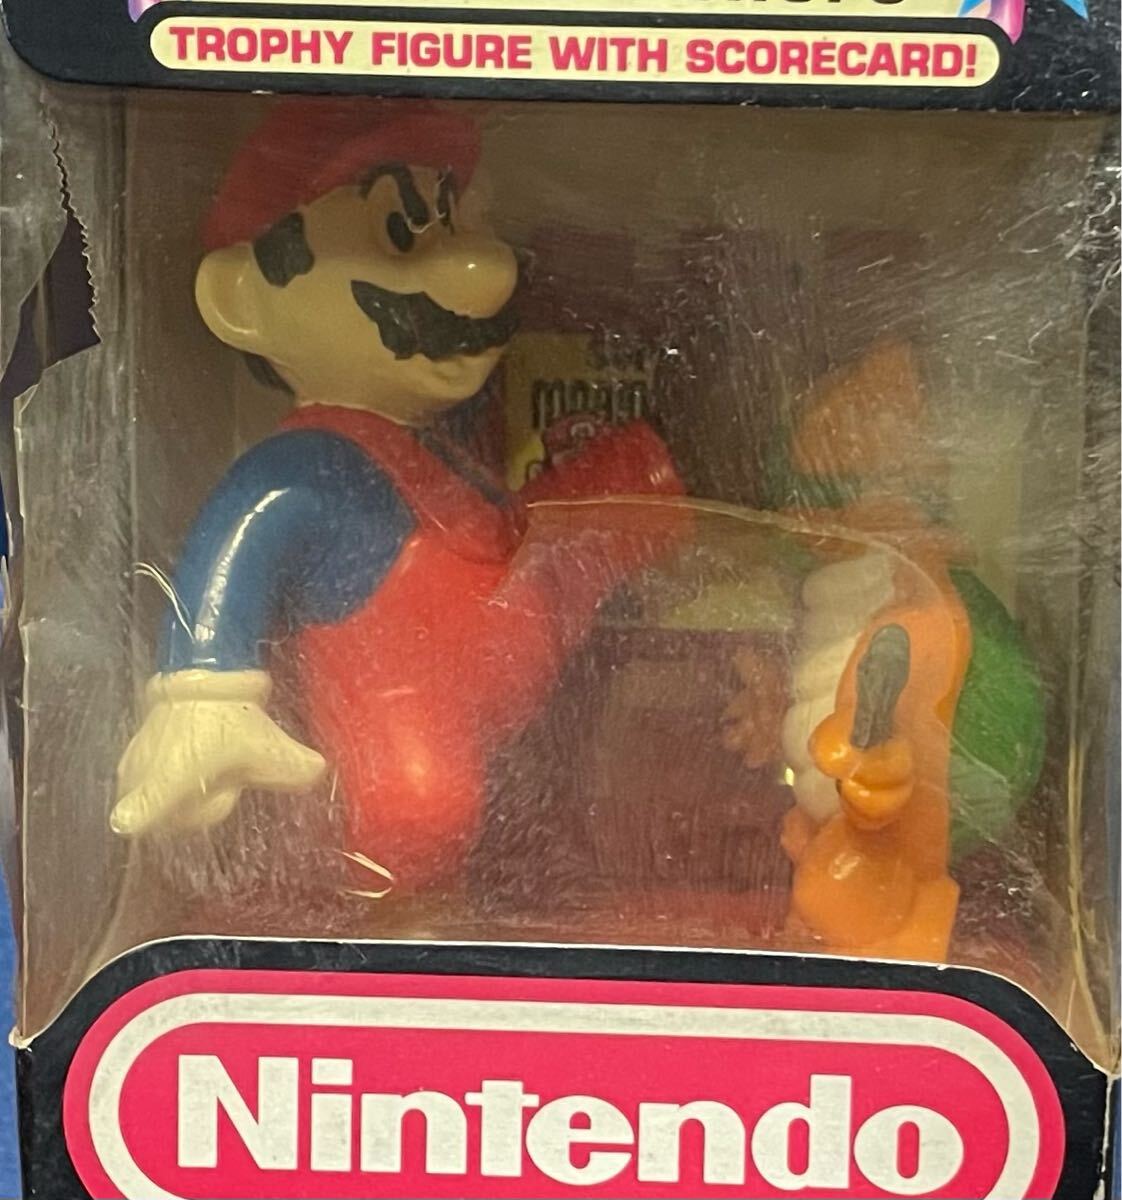 TROPHY FIGURE WITH SCORECARD!
Nintendo